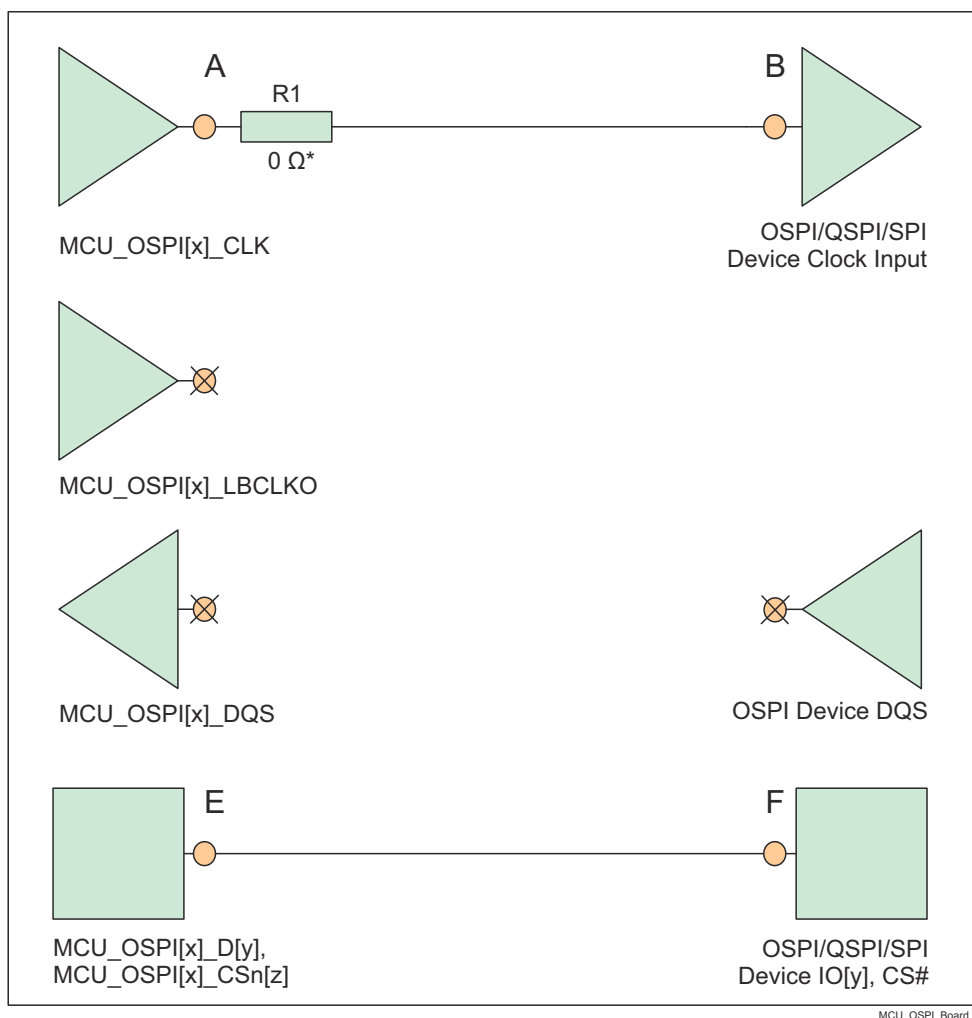 A
B
R1
0 Ω*
MCU_OSPI[x]_CLK
OSPI/QSPI/SPI
Device Clock Input
MCU_OSPI[x]_LBCLKO
MCU_OSPI[x]_DQS
OSPI Device DQS
E
F
MCU_OSPI[x]_D[y],
MCU_OSPI[x]_CSn[z]
OSPI/QSPI/SPI
Device IO[y], CS#
MCU_OSPI_Board